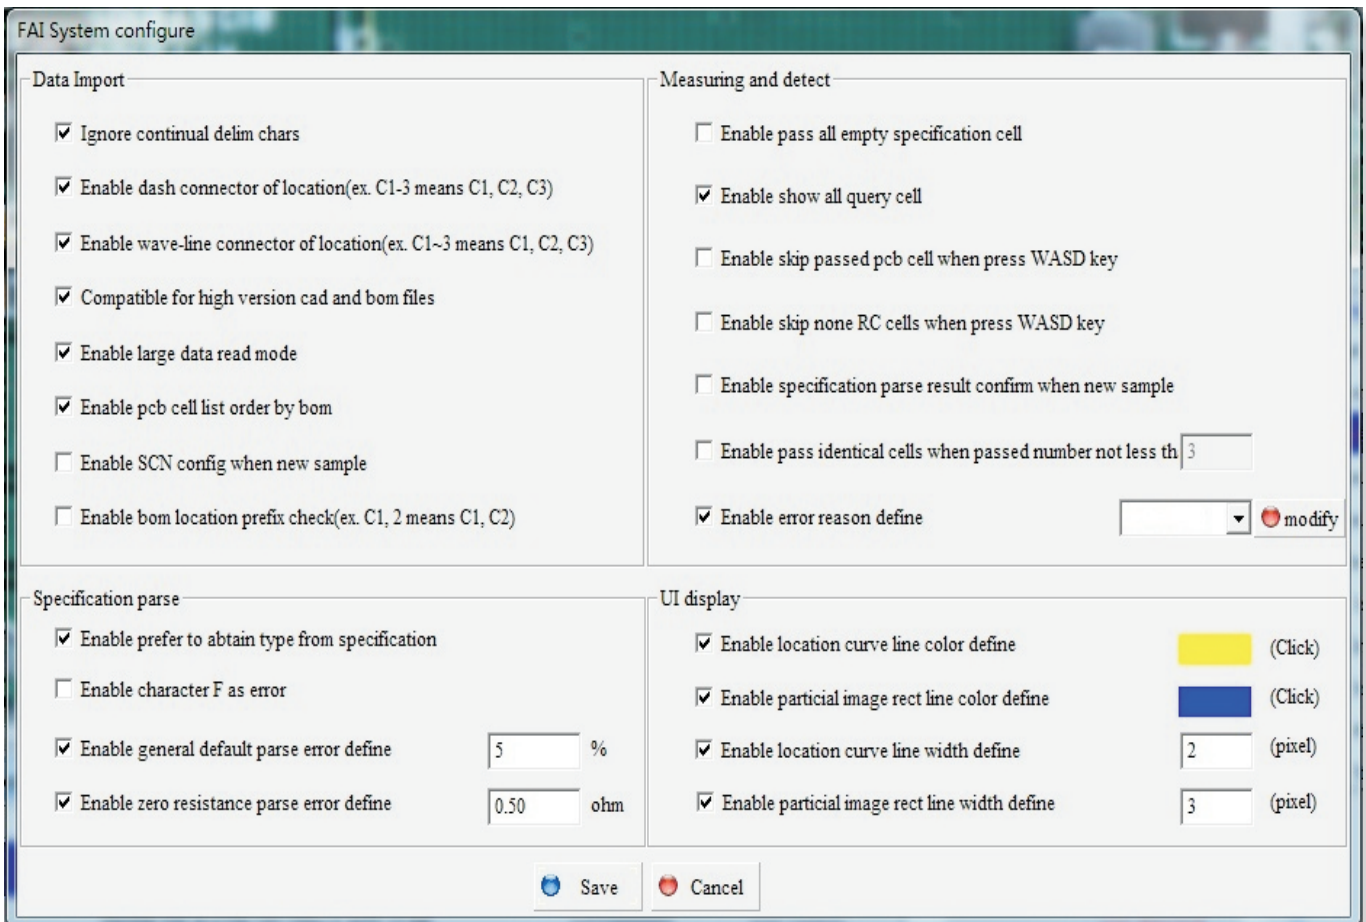 FAI System configure
Data Import
Ignore continual delim chars
Enable dash connector of location(ex. C1-3 means C1, C2, C3)
Enable wave-line connector of location(ex. C1~3 means C1, C2, C3)
Compatible for high version cad and bom files
Enable large data read mode
Enable pcb cell list order by bom
Enable SCN config when new sample
Enable bom location prefix check(ex. C1, 2 means C1, C2)
Measuring and detect
Enable pass all empty specification cell
Enable show all query cell
Enable skip passed pcb cell when press WASD key
Enable skip none RC cells when press WASD key
Enable specification parse result confirm when new sample
Enable pass identical cells when passed number not less th 3
Enable error reason define modify
Specification parse
Enable prefer to abtain type from specification
Enable character F as error
Enable general default parse error define 5 %
Enable zero resistance parse error define 0.50 ohm
UI display
Enable location curve line color define (Click)
Enable particial image rect line color define (Click)
Enable location curve line width define 2 (pixel)
Enable particial image rect line width define 3 (pixel)
Save Cancel